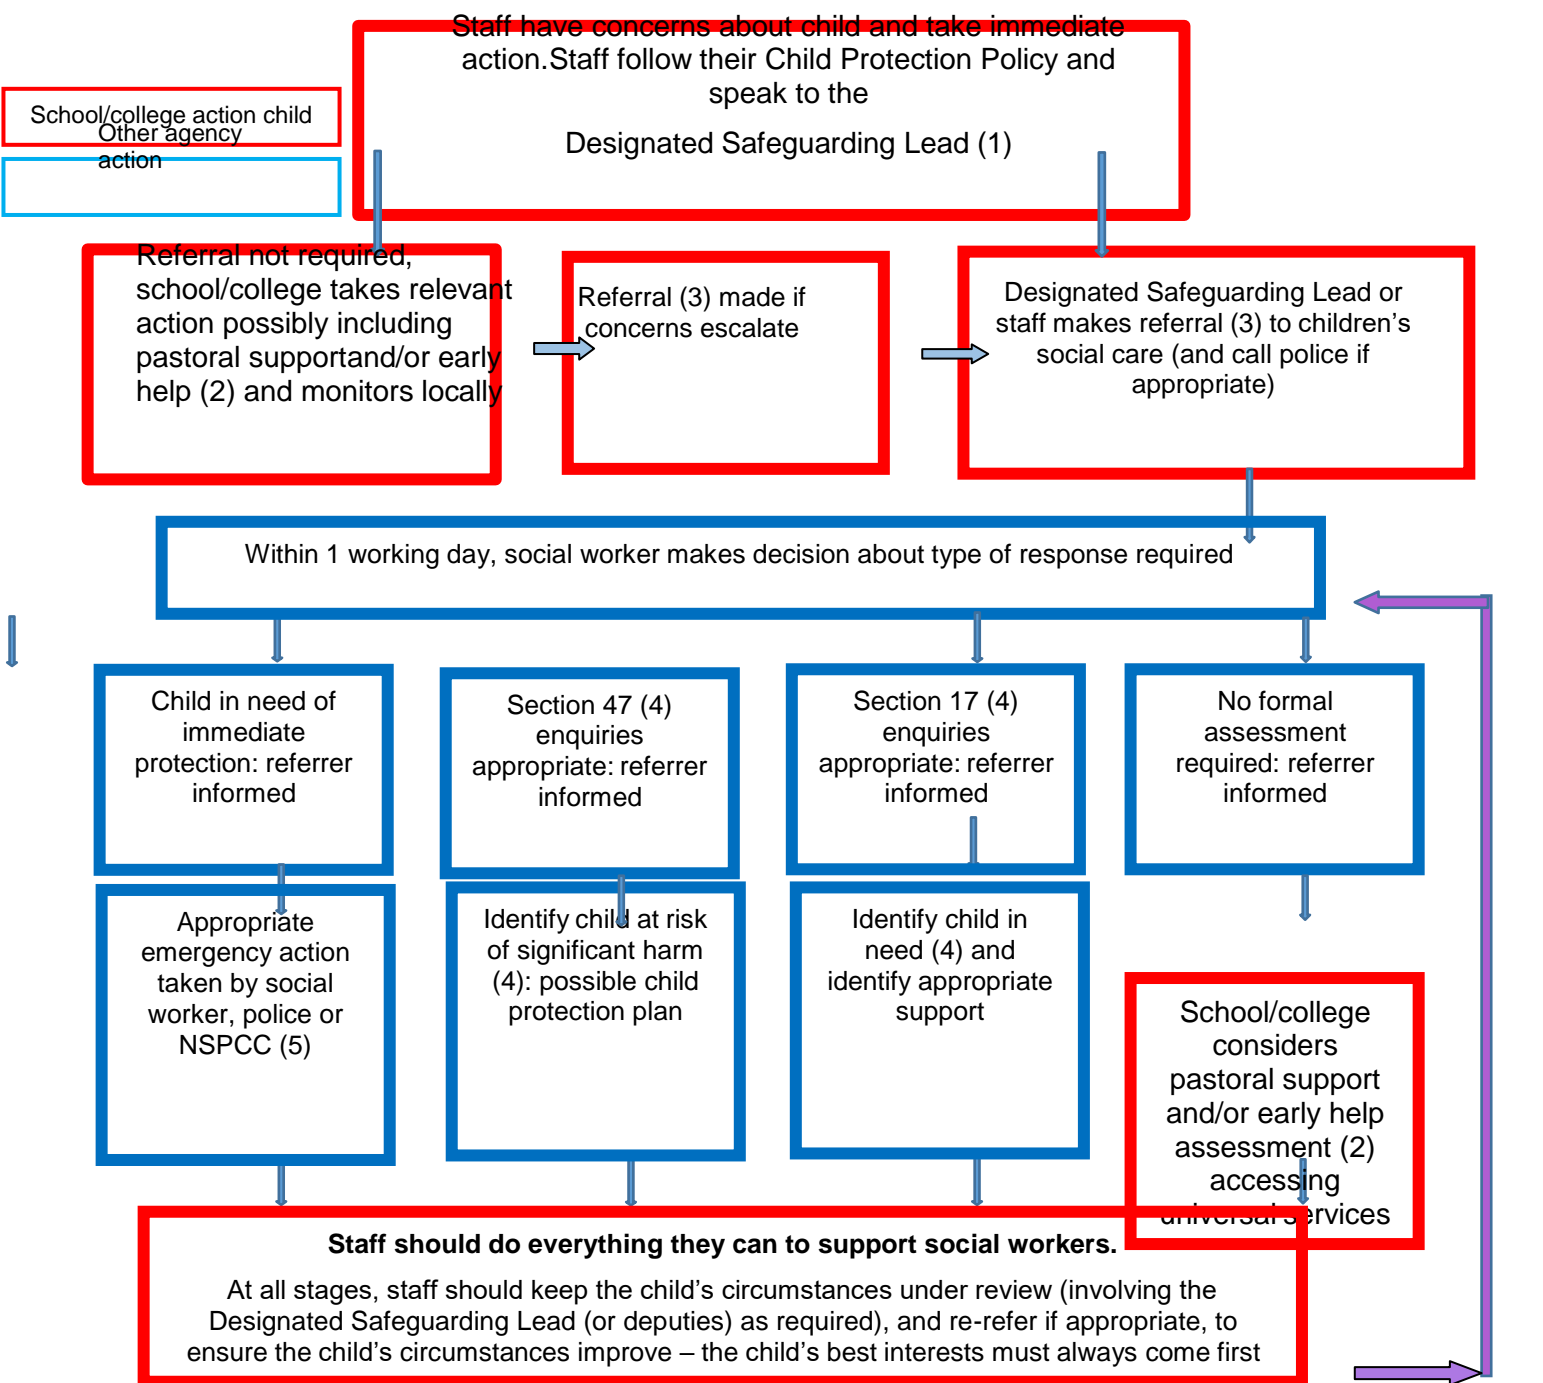 Staff have concerns about child and take immediate
action.Staff follow their Child Protection Policy and
speak to the
Designated Safeguarding Lead (1)
School/college action child
Other agency
action
Referral not required,
school/college takes relevant
action possibly including
pastoral supportand/or early
help (2) and monitors locally
Referral (3) made if
concerns escalate
Designated Safeguarding Lead or
staff makes referral (3) to children’s
social care (and call police if
appropriate)
Within 1 working day, social worker makes decision about type of response required
Child in need of
immediate
protection: referrer
informed
Section 47 (4)
enquiries
appropriate: referrer
informed
Section 17 (4)
enquiries
appropriate: referrer
informed
No formal
assessment
required: referrer
informed
Appropriate
emergency action
taken by social
worker, police or
NSPCC (5)
Identify child at risk
of significant harm
(4): possible child
protection plan
Identify child in
need (4) and
identify appropriate
support
School/college
considers
pastoral support
and/or early help
assessment (2)
accessing
universal services
Staff should do everything they can to support social workers.
At all stages, staff should keep the child’s circumstances under review (involving the
Designated Safeguarding Lead (or deputies) as required), and re-refer if appropriate, to
ensure the child’s circumstances improve – the child’s best interests must always come first